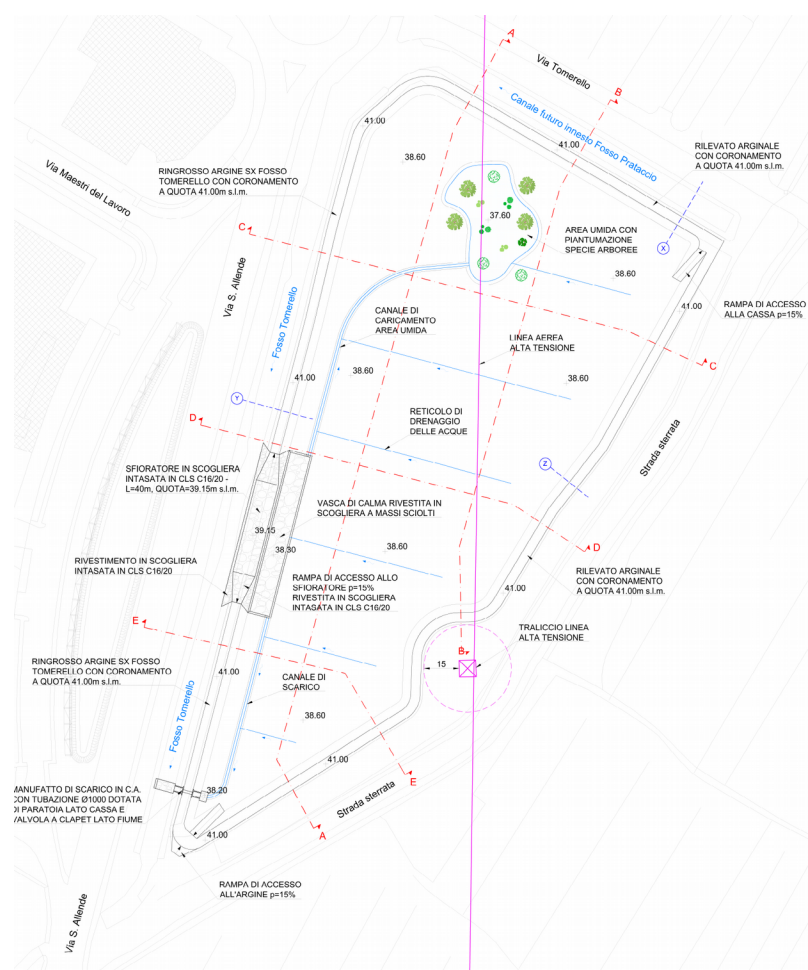 A
Via Tomerello
B
Canale futuro innesto Fosso Prataccio
41.00
41.00
38.60
RILEVATO ARGINALE
CON CORONAMENTO
A QUOTA 41.00m s.l.m.
Via Maestri del Lavoro
RINGROSSO ARGINE SX FOSSO
TOMERELLO CON CORONAMENTO
A QUOTA 41.00m s.l.m.
37.60
AREA UMIDA CON
PIANTUMAZIONE
SPECIE ARBOREE
X
C
Via S. Allende
38.60
41.00
RAMPA DI ACCESSO
ALLA CASSA p=15%
Fosso Tomerello
CANALE DI
CARICAMENTO
AREA UMIDA
LINEA AEREA
ALTA TENSIONE
C
41.00
38.60
38.60
Y
D
RETICOLO DI
DRENAGGIO
DELLE ACQUE
Strada sterrata
Z
SFIORATORE IN SCOGLIERA
INTASATA IN CLS C16/20 -
L=40m, QUOTA=39.15m s.l.m.
VASCA DI CALMA RIVESTITA IN
SCOGLIERA A MASSI SCIOLTI
39.15
38.30
38.60
D
RIVESTIMENTO IN SCOGLIERA
INTASATA IN CLS C16/20
RAMPA DI ACCESSO ALLO
SFIORATORE p=15%
RIVESTITA IN SCOGLIERA
INTASATA IN CLS C16/20
RILEVATO ARGINALE
CON CORONAMENTO
A QUOTA 41.00m s.l.m.
41.00
E
TRALICCIO LINEA
ALTA TENSIONE
B
15
RINGROSSO ARGINE SX FOSSO
TOMERELLO CON CORONAMENTO
A QUOTA 41.00m s.l.m.
41.00
CANALE DI
SCARICO
Fosso Tomerello
38.60
41.00
E
MANUFATTO DI SCARICO IN C.A.
CON TUBAZIONE Ø1000 DOTATA
DI PARATOIA LATO CASSA E
VALVOLA A CLAPET LATO FIUME
38.20
Strada sterrata
41.00
A
RAMPA DI ACCESSO
ALL'ARGINE p=15%
Via S. Allende